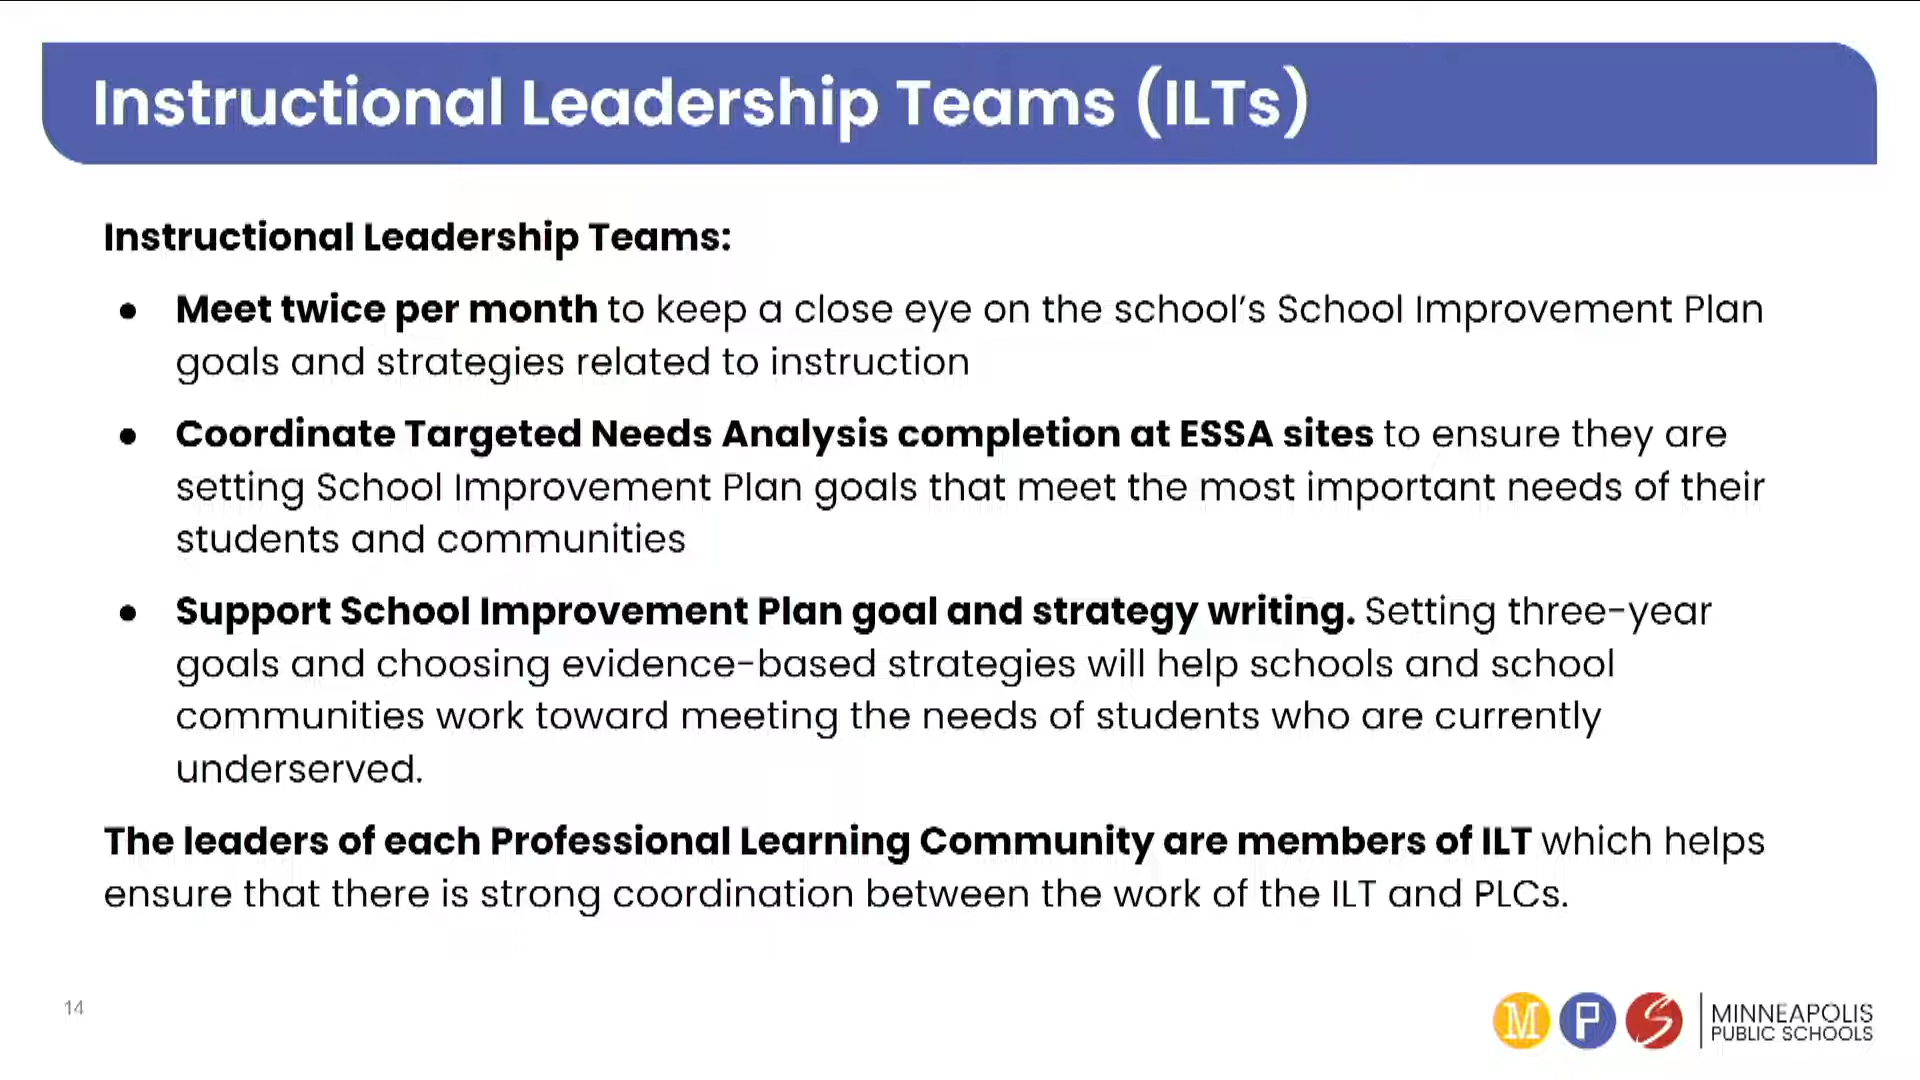 Instructional Leadership Teams (ILTs)
Instructional Leadership Teams:
● Meet twice per month to keep a close eye on the school’s School Improvement Plan
goals and strategies related to instruction
● Coordinate Targeted Needs Analysis completion at ESSA sites to ensure they are
setting School Improvement Plan goals that meet the most important needs of their
students and communities
● Support School Improvement Plan goal and strategy writing. Setting three-year
goals and choosing evidence-based strategies will help schools and school
communities work toward meeting the needs of students who are currently
underserved.
The leaders of each Professional Learning Community are members of ILT which helps
ensure that there is strong coordination between the work of the ILT and PLCs.
14
M P S
MINNEAPOLIS
PUBLIC SCHOOLS